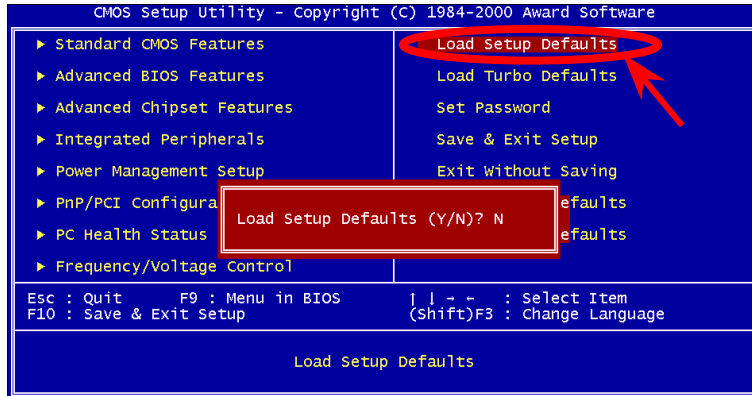 CMOS Setup Utility - Copyright (C) 1984-2000 Award Software
▶ Standard CMOS Features
▶ Advanced BIOS Features
▶ Advanced Chipset Features
▶ Integrated Peripherals
▶ Power Management Setup
▶ PnP/PCI Configura
▶ PC Health Status
▶ Frequency/Voltage Control
Load Setup Defaults
Load Turbo Defaults
Set Password
Save & Exit Setup
Exit Without Saving
efaults
efaults
Load Setup Defaults (Y/N)? N
Esc : Quit F9 : Menu in BIOS ↑ ↓ → ← : Select Item
F10 : Save & Exit Setup (Shift)F3 : Change Language
Load Setup Defaults